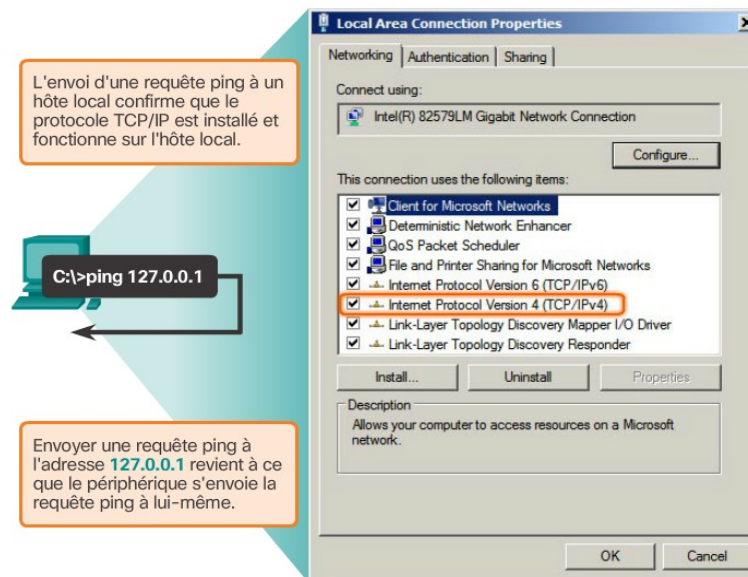 L'envoi d'une requête ping à un
hôte local confirme que le
protocole TCP/IP est installé et
fonctionne sur l'hôte local.
C:\>ping 127.0.0.1
Envoyer une requête ping à
l'adresse 127.0.0.1 revient à ce
que le périphérique s'envoie la
requête ping à lui-même.
Local Area Connection Properties
Networking Authentication Sharing
Connect using:
Intel(R) 82579LM Gigabit Network Connection
Configure...
This connection uses the following items:
Client for Microsoft Networks
Deterministic Network Enhancer
QoS Packet Scheduler
File and Printer Sharing for Microsoft Networks
Internet Protocol Version 6 (TCP/IPv6)
Internet Protocol Version 4 (TCP/IPv4)
Link-Layer Topology Discovery Mapper I/O Driver
Link-Layer Topology Discovery Responder
Install... Uninstall Properties
Description
Allows your computer to access resources on a Microsoft
network.
OK Cancel